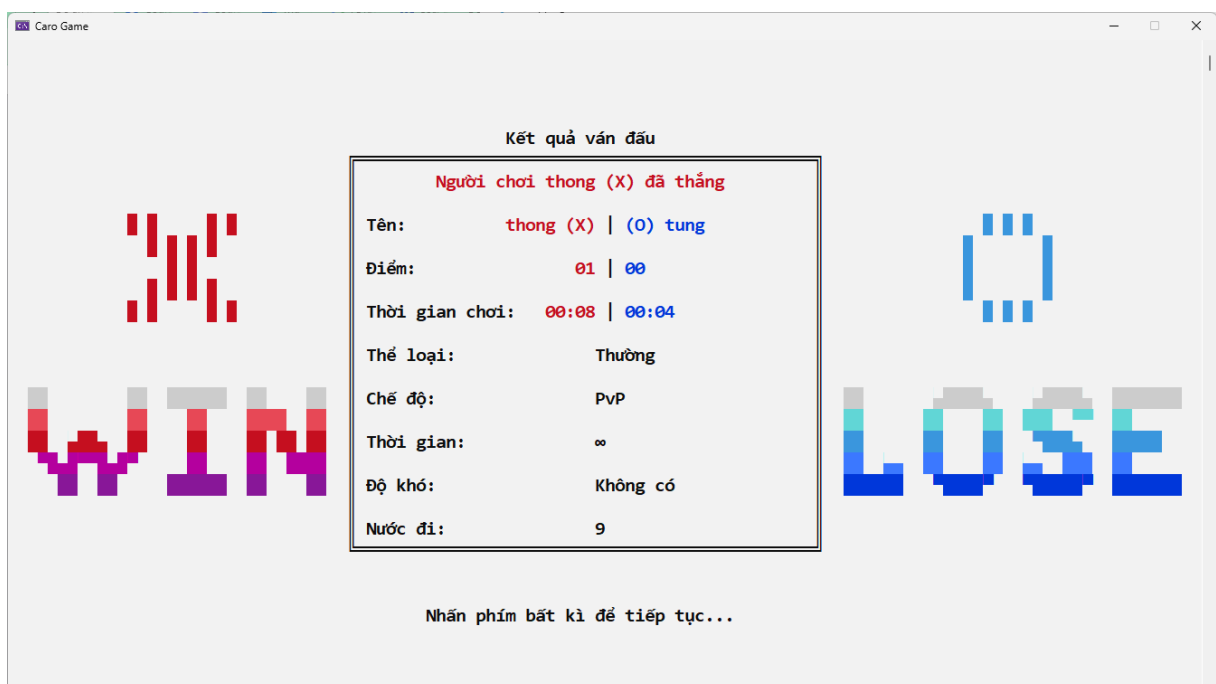 Caro Game
Kết quả ván đấu
Người chơi thong (X) đã thắng
Tên: thong (X) | (O) tung
Điểm: 01 | 00
Thời gian chơi: 00:08 | 00:04
Thể loại: Thường
Chế độ: PvP
Thời gian: ∞
Độ khó: Không có
Nước đi: 9
X
WIN
O
LOSE
Nhấn phím bất kì để tiếp tục...